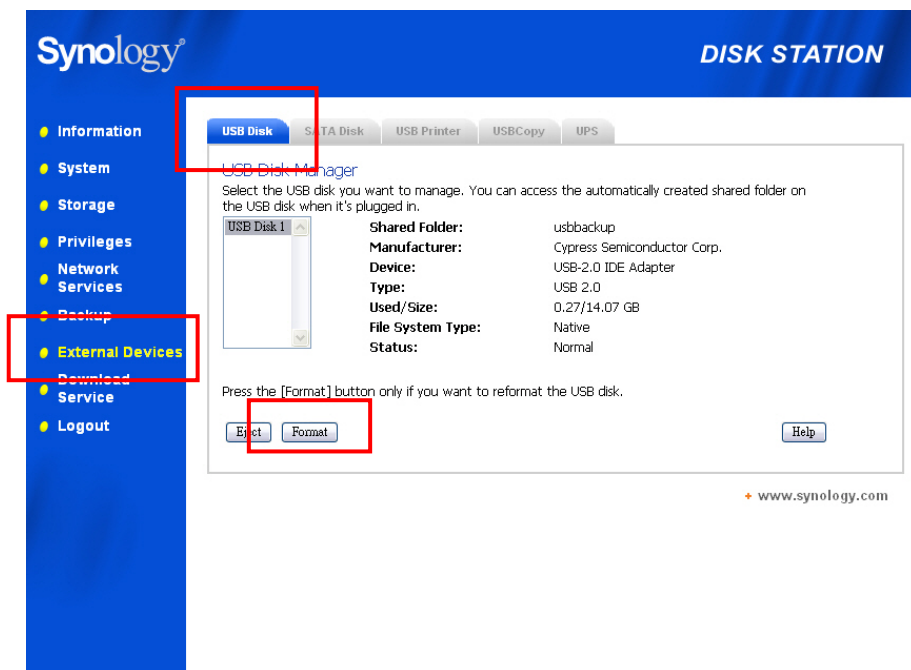 Synology®
DISK STATION
Information
System
Storage
Privileges
Network
Services
Backup
External Devices
Download
Service
Logout
USB Disk SATA Disk USB Printer USBCopy UPS
USB Disk Manager
Select the USB disk you want to manage. You can access the automatically created shared folder on
the USB disk when it's plugged in.
USB Disk 1
Shared Folder: usbbackup
Manufacturer: Cypress Semiconductor Corp.
Device: USB-2.0 IDE Adapter
Type: USB 2.0
Used/Size: 0.27/14.07 GB
File System Type: Native
Status: Normal
Press the [Format] button only if you want to reformat the USB disk.
Eject Format Help
+ www.synology.com